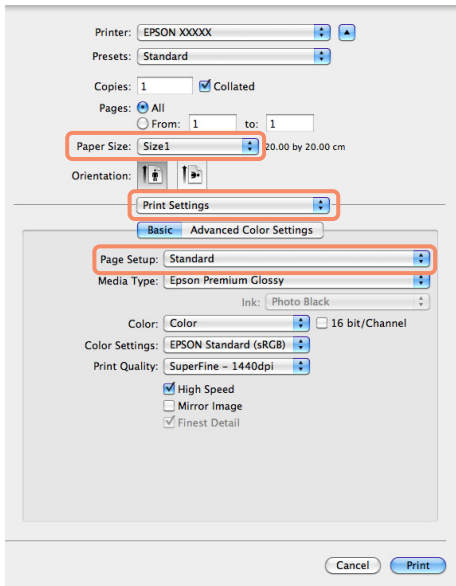 Printer: EPSON XXXXX
Presets: Standard
Copies: 1 Collated
Pages: All
From: 1 to: 1
Paper Size: Size1 20.00 by 20.00 cm
Orientation:
Print Settings
Basic Advanced Color Settings
Page Setup: Standard
Media Type: Epson Premium Glossy
Ink: Photo Black
Color: Color 16 bit/Channel
Color Settings: EPSON Standard (sRGB)
Print Quality: SuperFine – 1440dpi
High Speed
Mirror Image
Finest Detail
Cancel Print